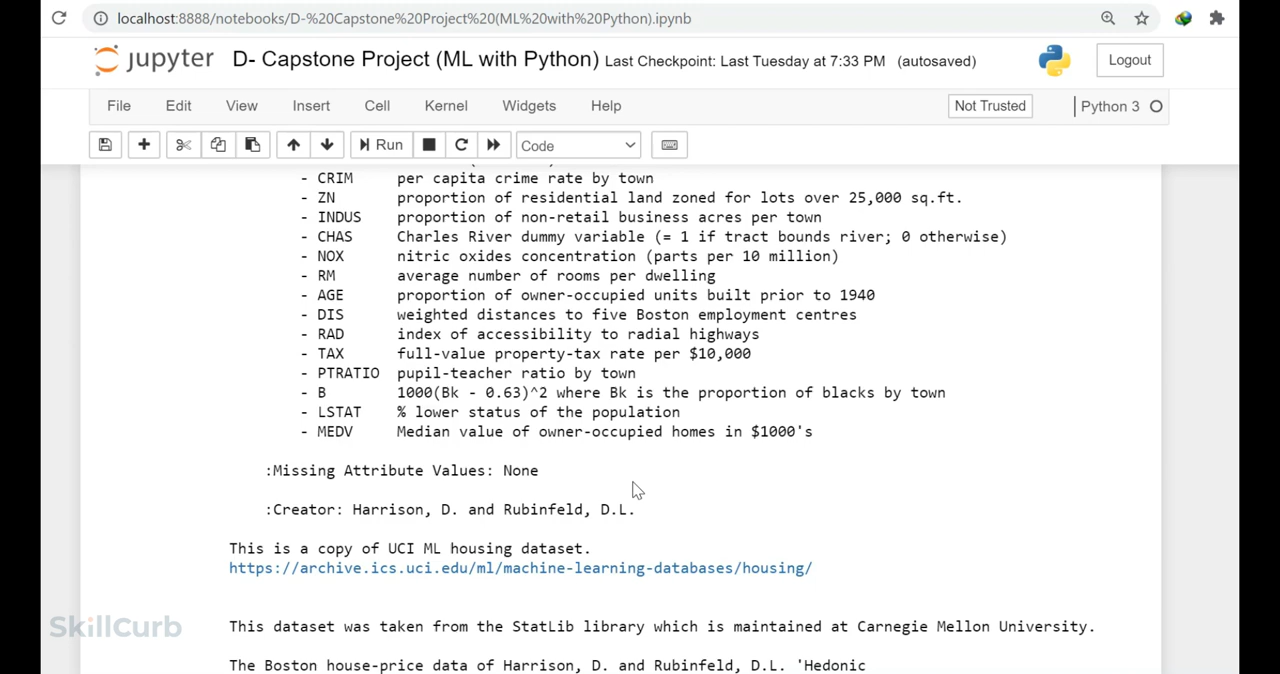 localhost:8888/notebooks/D-%20Capstone%20Project%20(ML%20with%20Python).ipynb
jupyter D- Capstone Project (ML with Python) Last Checkpoint: Last Tuesday at 7:33 PM (autosaved) Logout
File Edit View Insert Cell Kernel Widgets Help Not Trusted Python 3
Run Code
- CRIM per capita crime rate by town
- ZN proportion of residential land zoned for lots over 25,000 sq.ft.
- INDUS proportion of non-retail business acres per town
- CHAS Charles River dummy variable (= 1 if tract bounds river; 0 otherwise)
- NOX nitric oxides concentration (parts per 10 million)
- RM average number of rooms per dwelling
- AGE proportion of owner-occupied units built prior to 1940
- DIS weighted distances to five Boston employment centres
- RAD index of accessibility to radial highways
- TAX full-value property-tax rate per $10,000
- PTRATIO pupil-teacher ratio by town
- B 1000(Bk - 0.63)^2 where Bk is the proportion of blacks by town
- LSTAT % lower status of the population
- MEDV Median value of owner-occupied homes in $1000's
:Missing Attribute Values: None
:Creator: Harrison, D. and Rubinfeld, D.L.
This is a copy of UCI ML housing dataset.
https://archive.ics.uci.edu/ml/machine-learning-databases/housing/
SkillCurb
This dataset was taken from the StatLib library which is maintained at Carnegie Mellon University.
The Boston house-price data of Harrison, D. and Rubinfeld, D.L. 'Hedonic